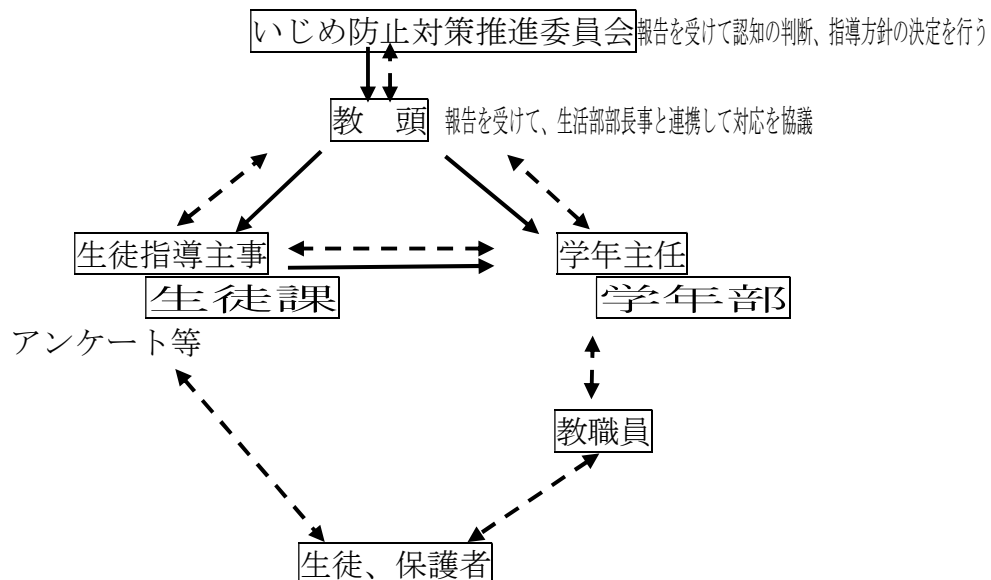 いじめ防止対策推進委員会 報告を受けて認知の判断、指導方針の決定を行う
教　頭 報告を受けて、生活部部長事と連携して対応を協議
生徒指導主事
学年主任
生徒課
学年部
アンケート等
教職員
生徒、保護者